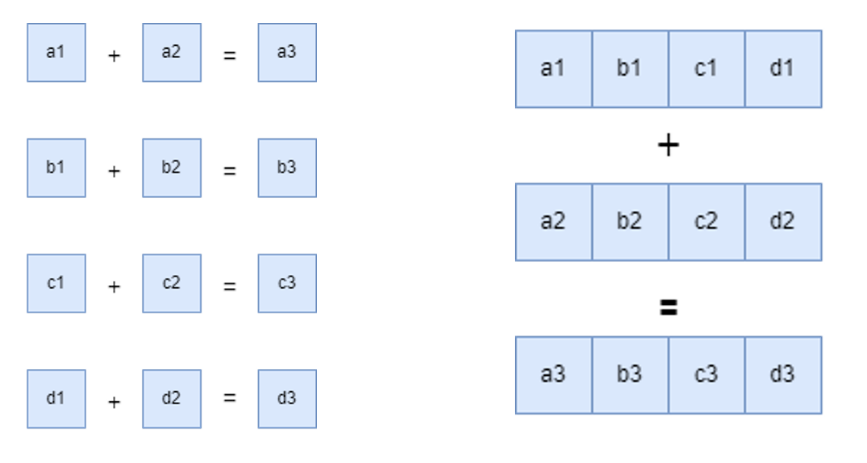 a1 + a2 = a3
b1 + b2 = b3
c1 + c2 = c3
d1 + d2 = d3
a1 b1 c1 d1
+
a2 b2 c2 d2
=
a3 b3 c3 d3